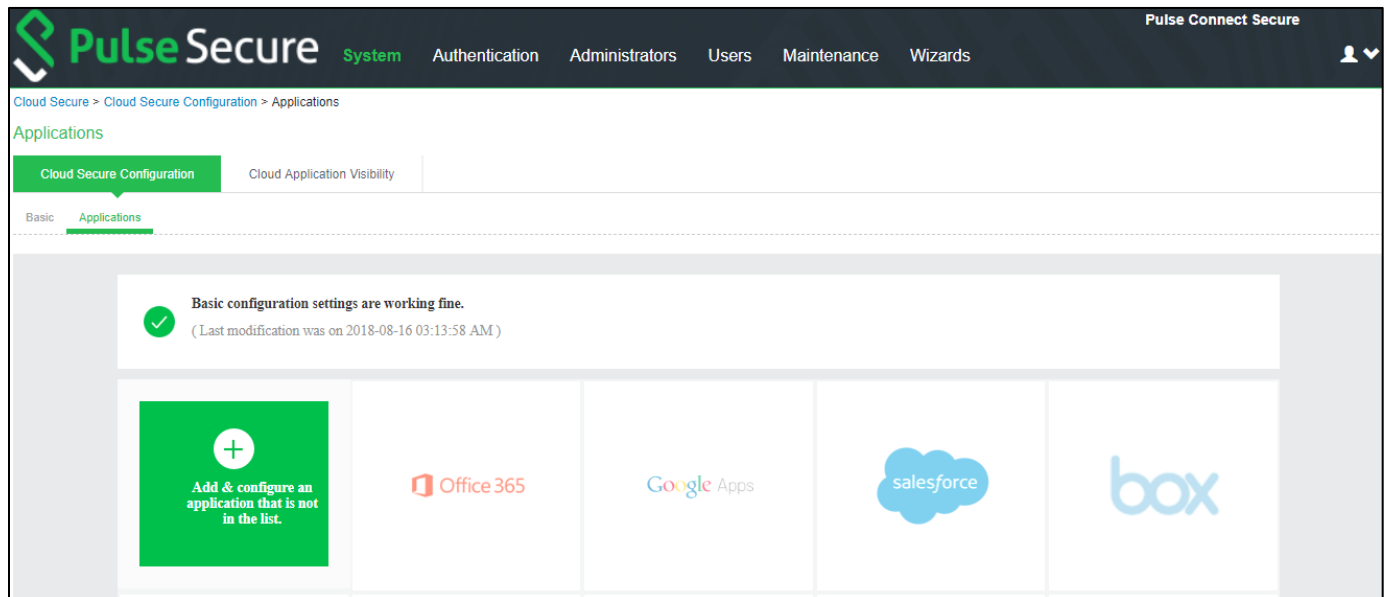 Pulse Connect Secure
Pulse Secure System Authentication Administrators Users Maintenance Wizards
Cloud Secure > Cloud Secure Configuration > Applications
Applications
Cloud Secure Configuration Cloud Application Visibility
Basic Applications
Basic configuration settings are working fine.
( Last modification was on 2018-08-16 03:13:58 AM )
Add & configure an
application that is not
in the list.
Office 365
Google Apps
salesforce
box